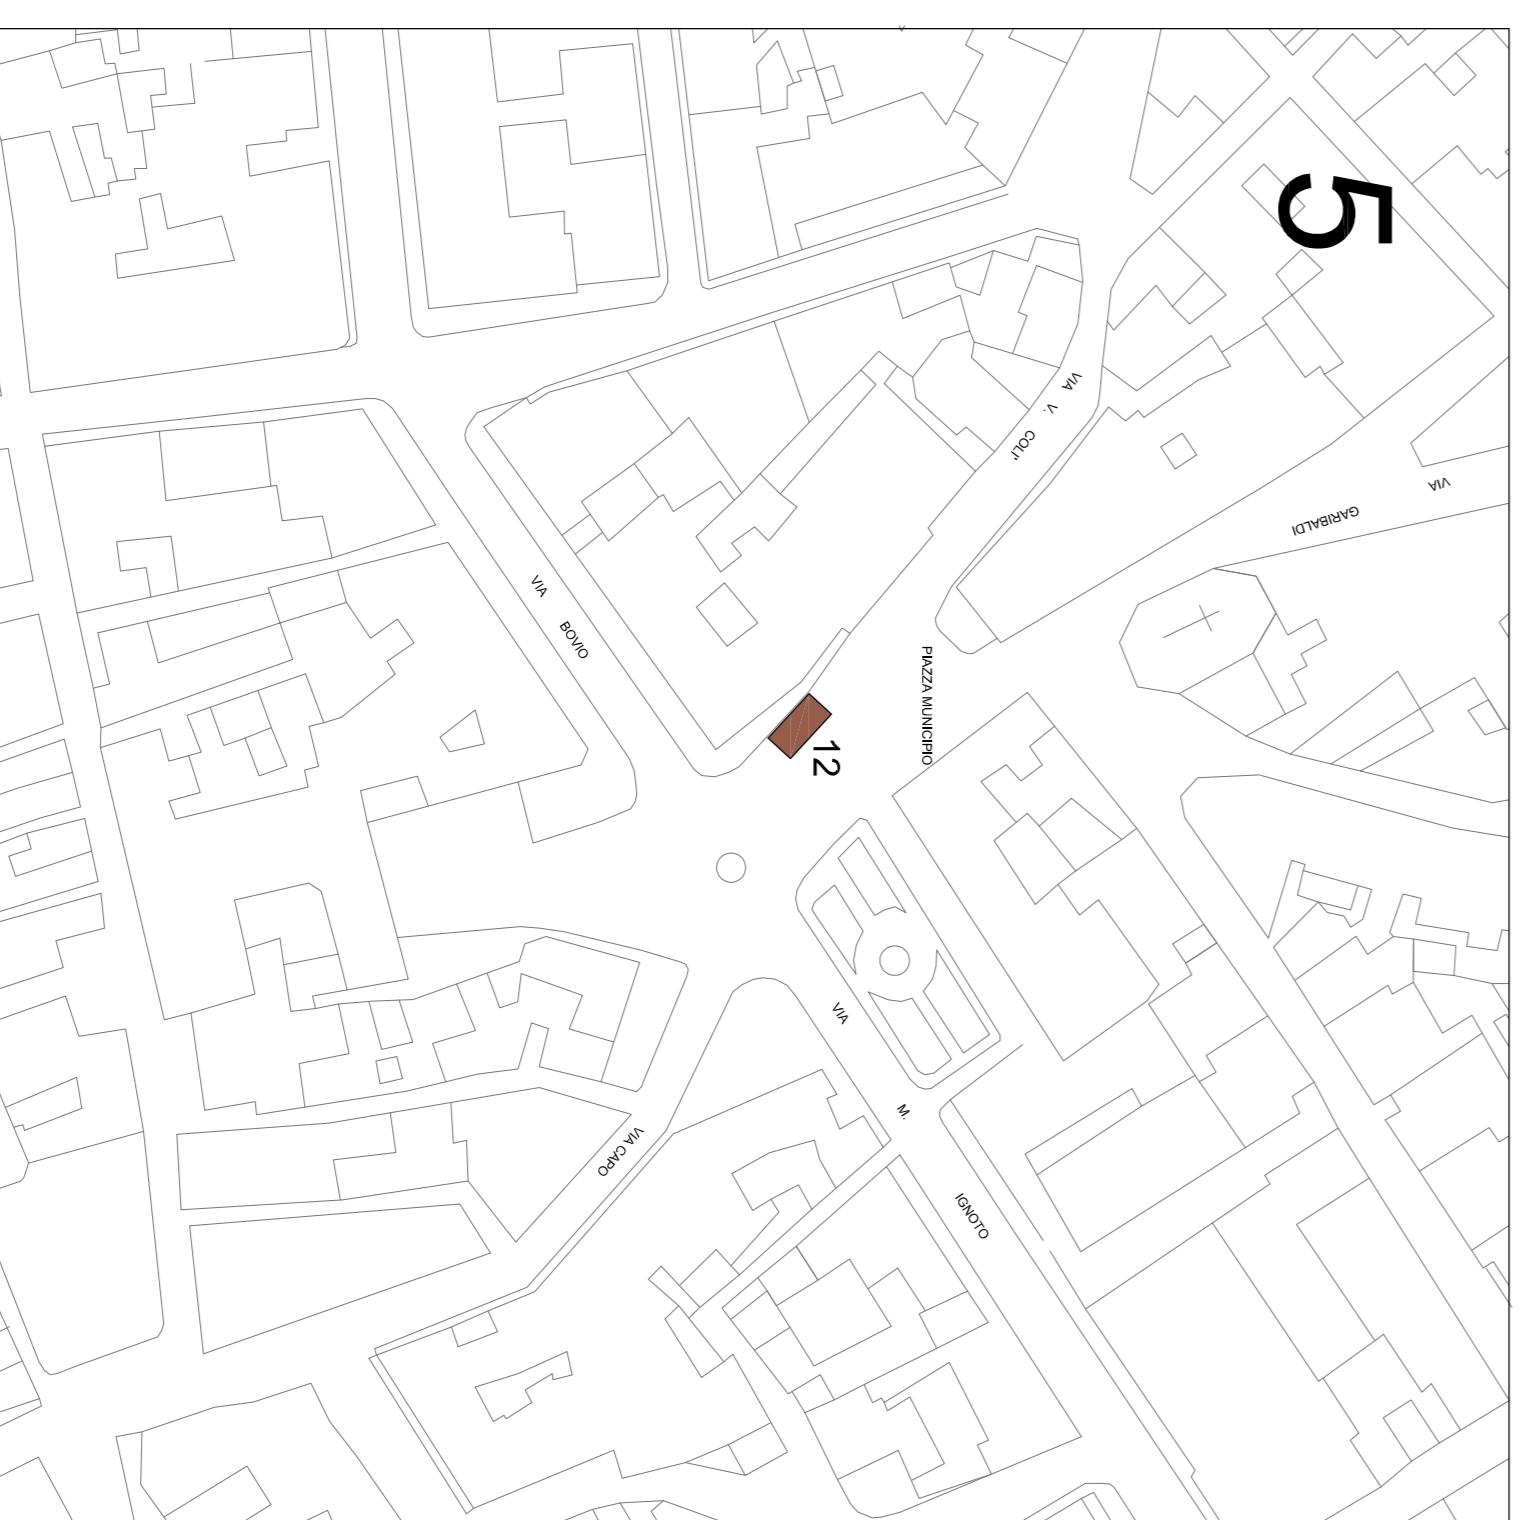 5
VIA V. COLI'
VIA
GARIBALDI
VIA BOVIO
PIAZZA MUNICIPIO
12
VIA M. IGNOTO
VIA CAPO